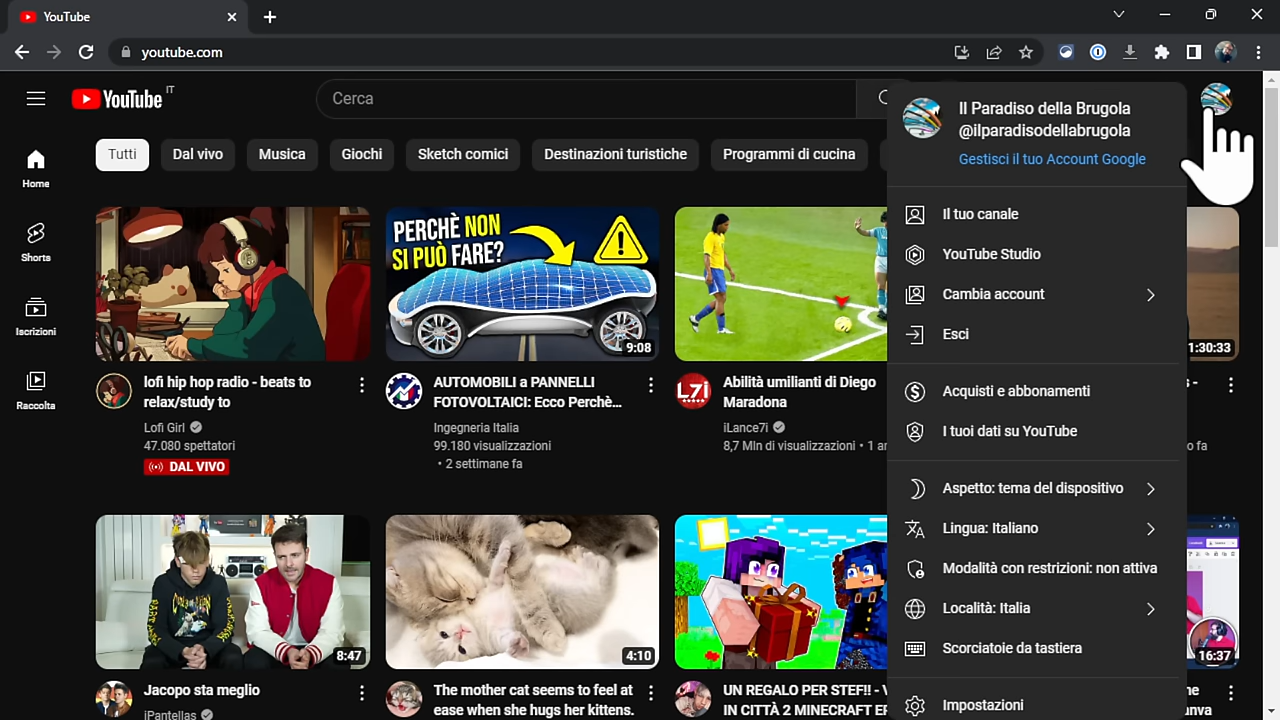 YouTube
youtube.com
YouTube IT
Cerca
Il Paradiso della Brugola
@ilparadisodellabrugola
Gestisci il tuo Account Google
Tutti
Dal vivo
Musica
Giochi
Sketch comici
Destinazioni turistiche
Programmi di cucina
Home
Shorts
Iscrizioni
Raccolta
PERCHÈ NON
SI PUÒ FARE?
9:08
1:30:33
lofi hip hop radio - beats to
relax/study to
Lofi Girl
47.080 spettatori
DAL VIVO
AUTOMOBILI a PANNELLI
FOTOVOLTAICI: Ecco Perchè...
Ingegneria Italia
99.180 visualizzazioni
• 2 settimane fa
L7i
Abilità umilianti di Diego
Maradona
iLance7i
8,7 Mln di visualizzazioni • 1 an
o fa
Il tuo canale
YouTube Studio
Cambia account
Esci
Acquisti e abbonamenti
I tuoi dati su YouTube
Aspetto: tema del dispositivo
Lingua: Italiano
Modalità con restrizioni: non attiva
Località: Italia
Scorciatoie da tastiera
Impostazioni
8:47
4:10
16:37
Jacopo sta meglio
iPantellas
The mother cat seems to feel at
ease when she hugs her kittens.
UN REGALO PER STEF!! - V
IN CITTÀ 2 MINECRAFT EP
ne
anva